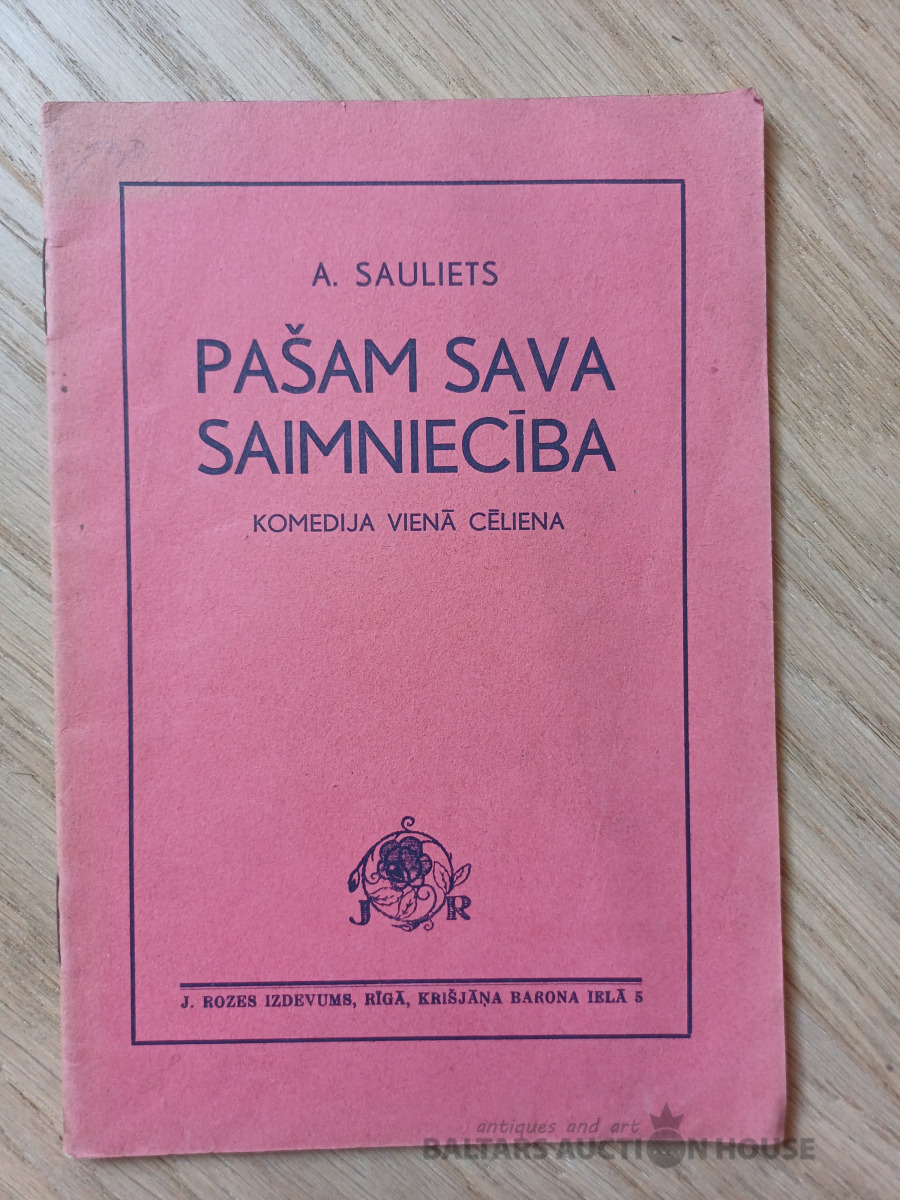 A. SAULIETS
PAŠAM SAVA
SAIMNIECĪBA
KOMEDIJA VIENĀ CĒLIENA
J R
J. ROZES IZDEVUMS, RĪGĀ, KRIŠJĀŅA BARONA IELĀ 5
antiques and art
BALTARS AUCTION HOUSE